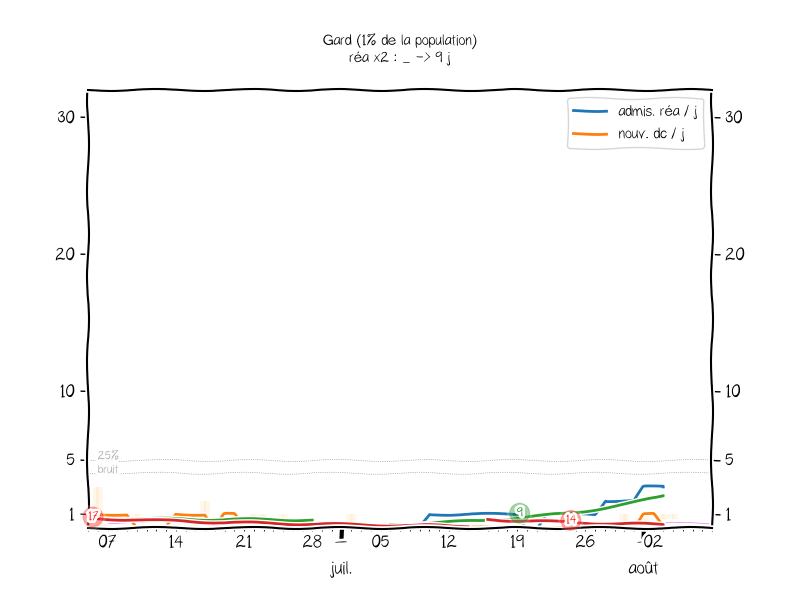 Gard (1% de la population)
réa x2 : _ -> 9 j
admis. réa / j
nouv. dc / j
30 30
20 20
10 10
25%
5 5
bruit
1 17 9 14 1
07 14 21 28 05 12 19 26 02
juil. août